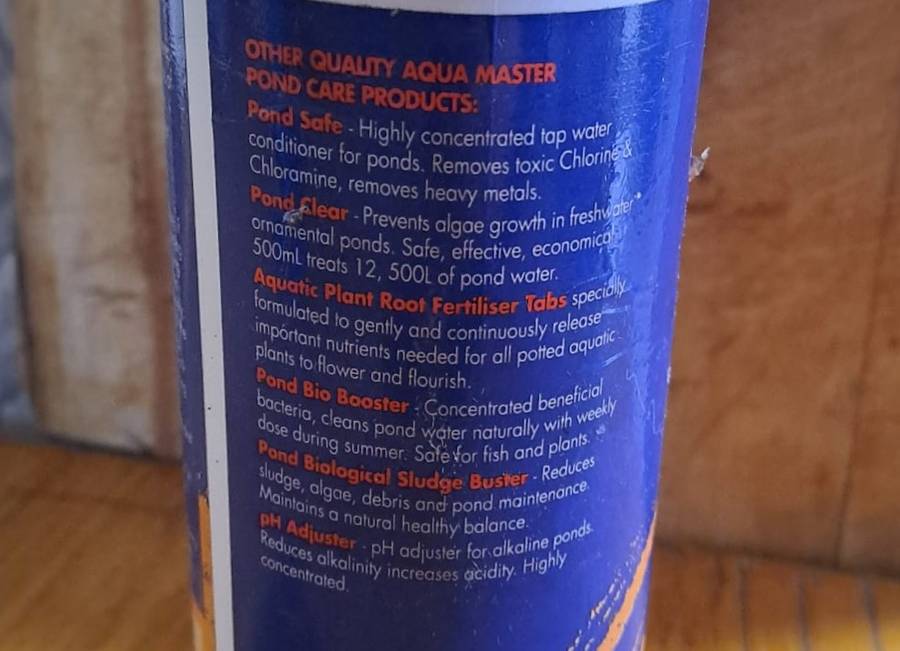 OTHER QUALITY AQUA MASTER
POND CARE PRODUCTS:
Pond Safe - Highly concentrated tap water
conditioner for ponds. Removes toxic Chlorine &
Chloramine, removes heavy metals.
Pond Clear - Prevents algae growth in freshwater
ornamental ponds. Safe, effective, economical
500mL treats 12, 500L of pond water.
Aquatic Plant Root Fertiliser Tabs specially
formulated to gently and continuously release
important nutrients needed for all potted aquatic
plants to flower and flourish.
Pond Bio Booster - Concentrated beneficial
bacteria, cleans pond water naturally with weekly
dose during summer. Safe for fish and plants.
Pond Biological Sludge Buster - Reduces
sludge, algae, debris and pond maintenance.
Maintains a natural healthy balance.
pH Adjuster - pH adjuster for alkaline ponds.
Reduces alkalinity increases acidity. Highly
concentrated.